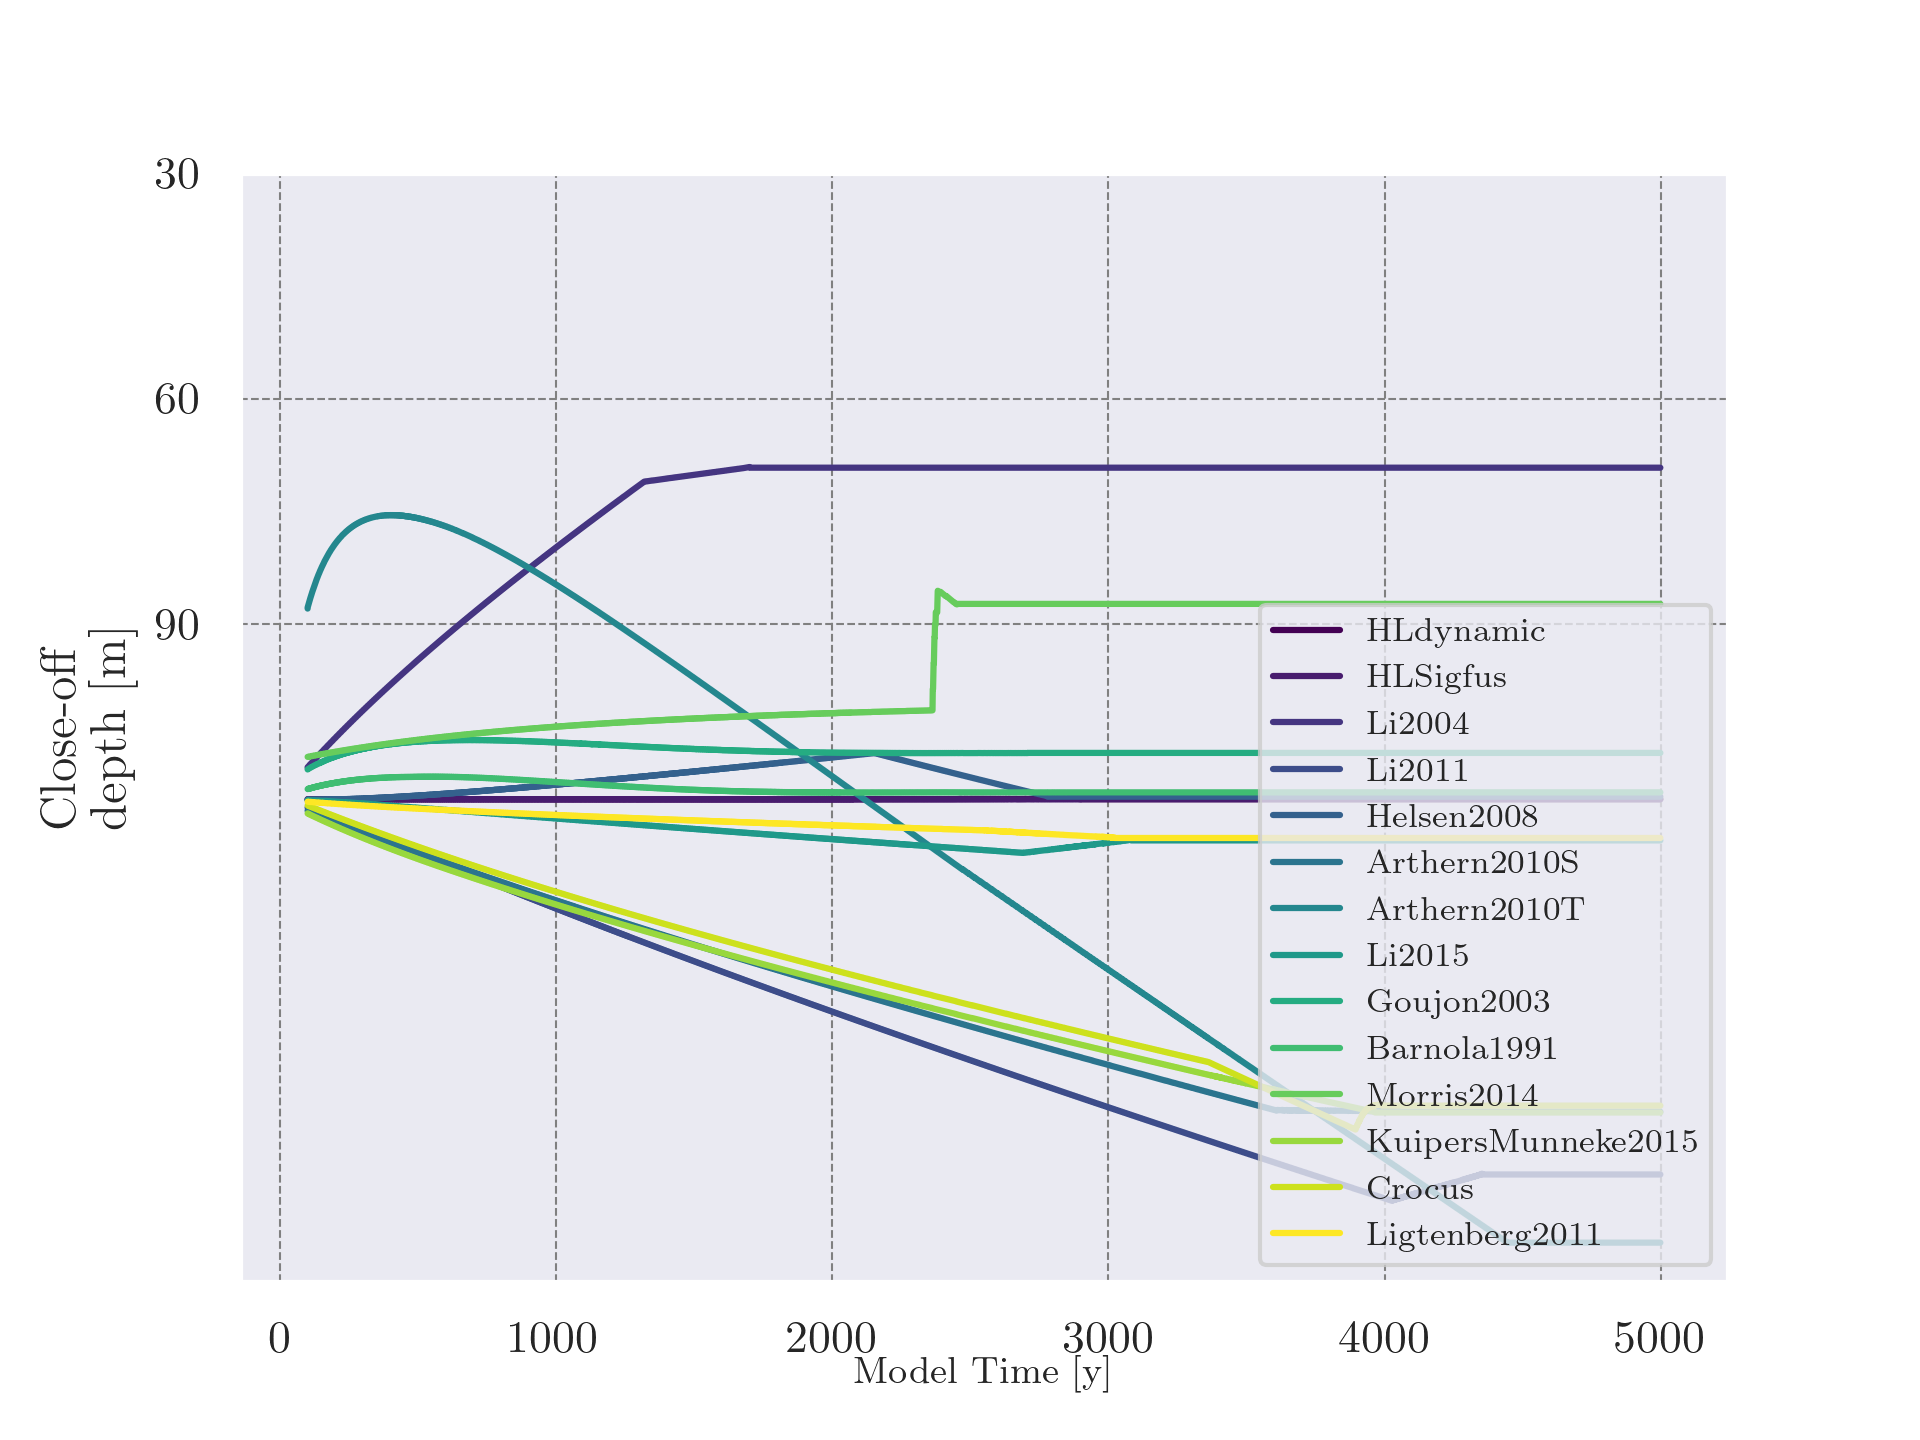 30
60
90
Close-off
depth [m]
HLdynamic
HLSigfus
Li2004
Li2011
Helsen2008
Arthern2010S
Arthern2010T
Li2015
Goujon2003
Barnola1991
Morris2014
KuipersMunneke2015
Crocus
Ligtenberg2011
0 1000 2000 3000 4000 5000
Model Time [y]